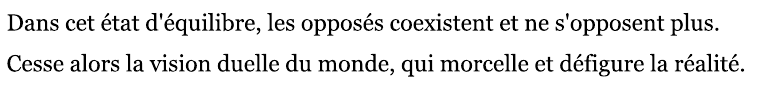 Dans cet état d'équilibre, les opposés coexistent et ne s'opposent plus.
Cesse alors la vision duelle du monde, qui morcelle et défigure la réalité.